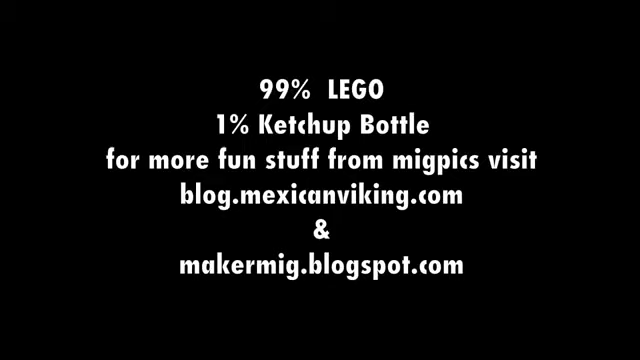 99% LEGO
1% Ketchup Bottle
for more fun stuff from migpics visit
blog.mexicanviking.com
&
makermig.blogspot.com